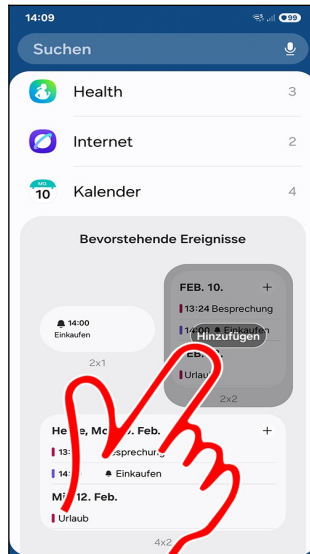 14:09
99
Suchen
Health 3
Internet 2
MO
10
Kalender 4
Bevorstehende Ereignisse
14:00
Einkaufen
2x1
FEB. 10.
+
13:24 Besprechung
14:00 Einkaufen
Hinzufügen
Urlaub
2x2
Feb.
+
13:
14:
Einkaufen
12. Feb.
Urlaub
4x2